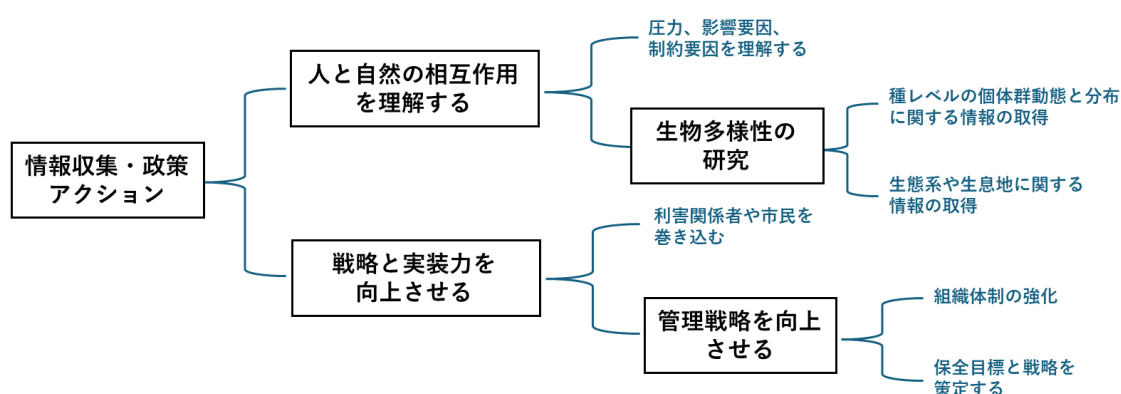 情報収集・政策
アクション
人と自然の相互作用
を理解する
圧力、影響要因、
制約要因を理解する
生物多様性の
研究
種レベルの個体群動態と分布
に関する情報の取得
生態系や生息地に関する
情報の取得
戦略と実装力を
向上させる
利害関係者や市民を
巻き込む
管理戦略を向上
させる
組織体制の強化
保全目標と戦略を
策定する